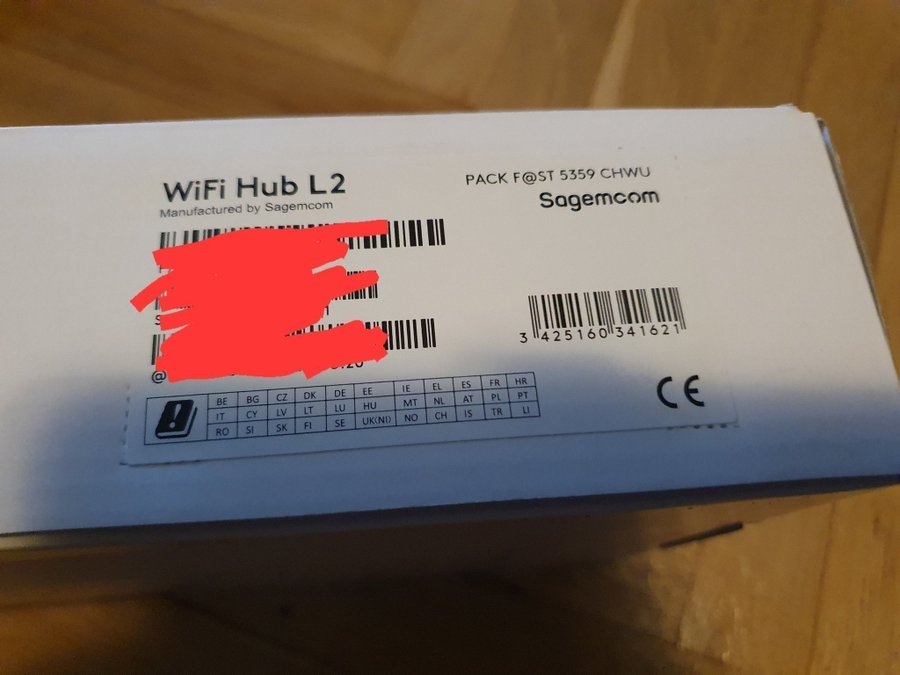 WiFi Hub L2
Manufactured by Sagemcom
PACK F@ST 5359 CHWU
Sagemcom
S
@
3 425160 341621
BE BG CZ DK DE EE IE EL ES FR HR
IT CY LV LT LU HU MT NL AT PL PT
RO SI SK FI SE UK(NI) NO CH IS TR LI
CE